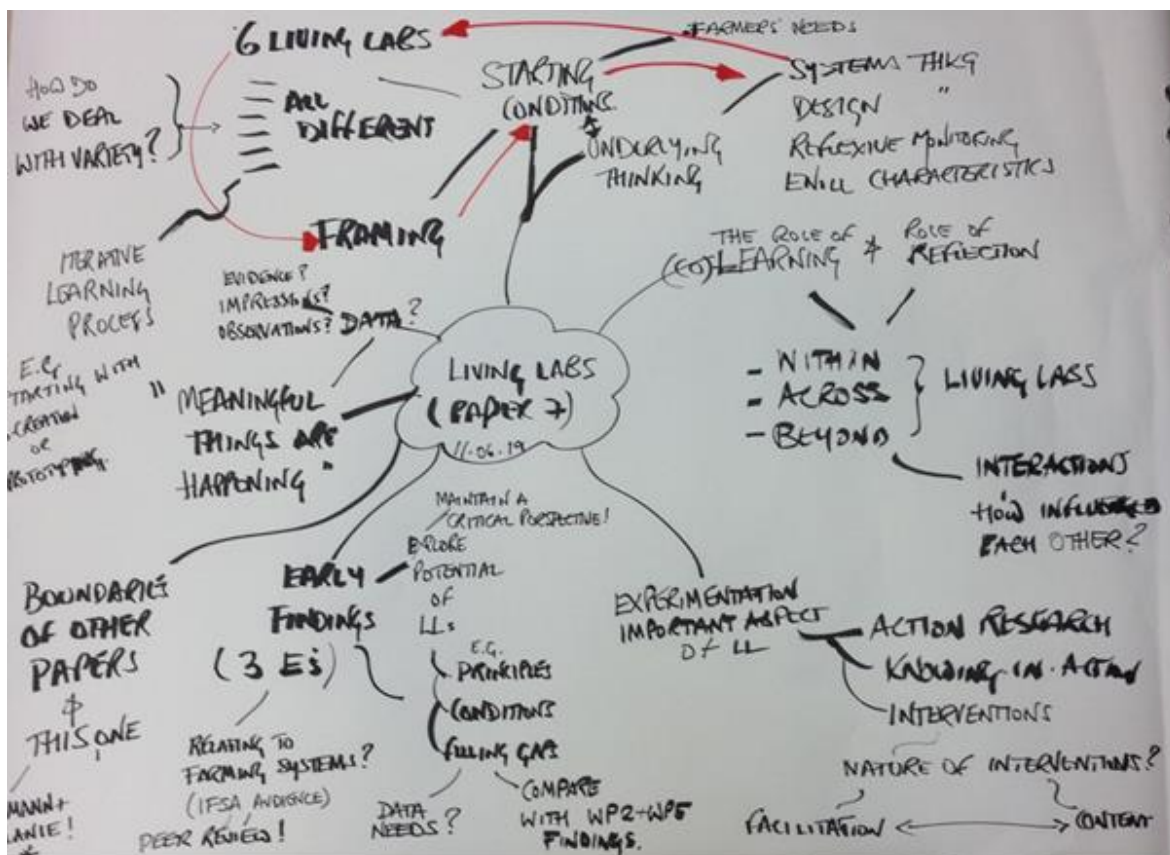 6 LIVING LABS
ALL
DIFFERENT
HOW DO
WE DEAL
WITH VARIETY?
ITERATIVE
LEARNING
PROCESS
E.G.
STARTING WITH
CREATION
OR
PROTOTYPING
FRAMING
STARTING
CONDITIONS
FARMERS' NEEDS
&
UNDERLYING
THINKING
SYSTEMS THKG
DESIGN "
REFLEXIVE MONITORING
ENILL CHARACTERISTICS
THE ROLE OF
(CO)-LEARNING &
ROLE OF
REFLECTION
- WITHIN
- ACROSS
- BEYOND
LIVING LABS
INTERACTIONS
HOW INFLUENCED
EACH OTHER?
EVIDENCE?
IMPRESSIONS?
OBSERVATIONS?
DATA?
LIVING LABS
(PAPER 7)
11.06.19
"MEANINGFUL
THINGS ARE
HAPPENING"
BOUNDARIES
OF OTHER
PAPERS
&
THIS ONE
MANN+
ANIE!
EARLY
FINDINGS
(3 Es)
RELATING TO
FARMING SYSTEMS?
(IFSA AUDIENCE)
PEER REVIEW!
MAINTAIN A
CRITICAL PERSPECTIVE!
EXPLORE
POTENTIAL
OF
LLs
E.G.
PRINCIPLES
CONDITIONS
FILLING GAPS
DATA
NEEDS?
COMPARE
WITH WP2-WP5
FINDINGS.
EXPERIMENTATION
IMPORTANT ASPECT
OF LL
ACTION RESEARCH
KNOWING-IN-ACTION
INTERVENTIONS
NATURE OF INTERVENTIONS?
FACILITATION
CONTENT